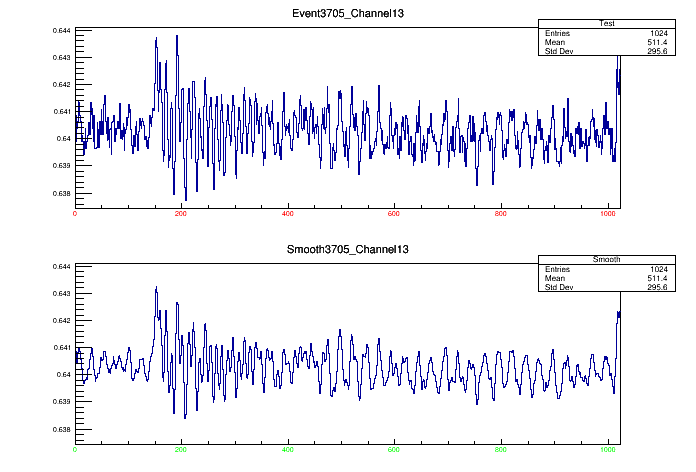 Event3705_Channel13
Test
Entries 1024
Mean 511.4
Std Dev 295.6
0.644
0.643
0.642
0.641
0.64
0.639
0.638
0 200 400 600 800 1000
Smooth3705_Channel13
Smooth
Entries 1024
Mean 511.4
Std Dev 295.6
0.644
0.643
0.642
0.641
0.64
0.639
0.638
0 200 400 600 800 1000